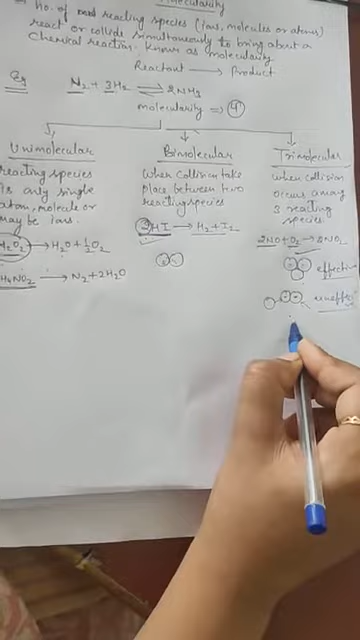 Molecularity
no. of reacting species (ions, molecules or atoms)
react or collide simultaneously to bring about a
chemical reaction. Known as molecularity
Reactant → Product
Eg N₂ + 3H₂ ⇌ 2NH₃
molecularity ⇒ 4
Unimolecular
reacting species
is only single
atom, molecule or
may be ions.
H₂O₂ → H₂O + ½O₂
NH₄NO₂ → N₂ + 2H₂O
Bimolecular
when collision take
place between two
reacting species
2HI → H₂ + I₂
Trimolecular
when collision
occurs among
3 reacting
species
2NO + O₂ → 2NO₂
effective